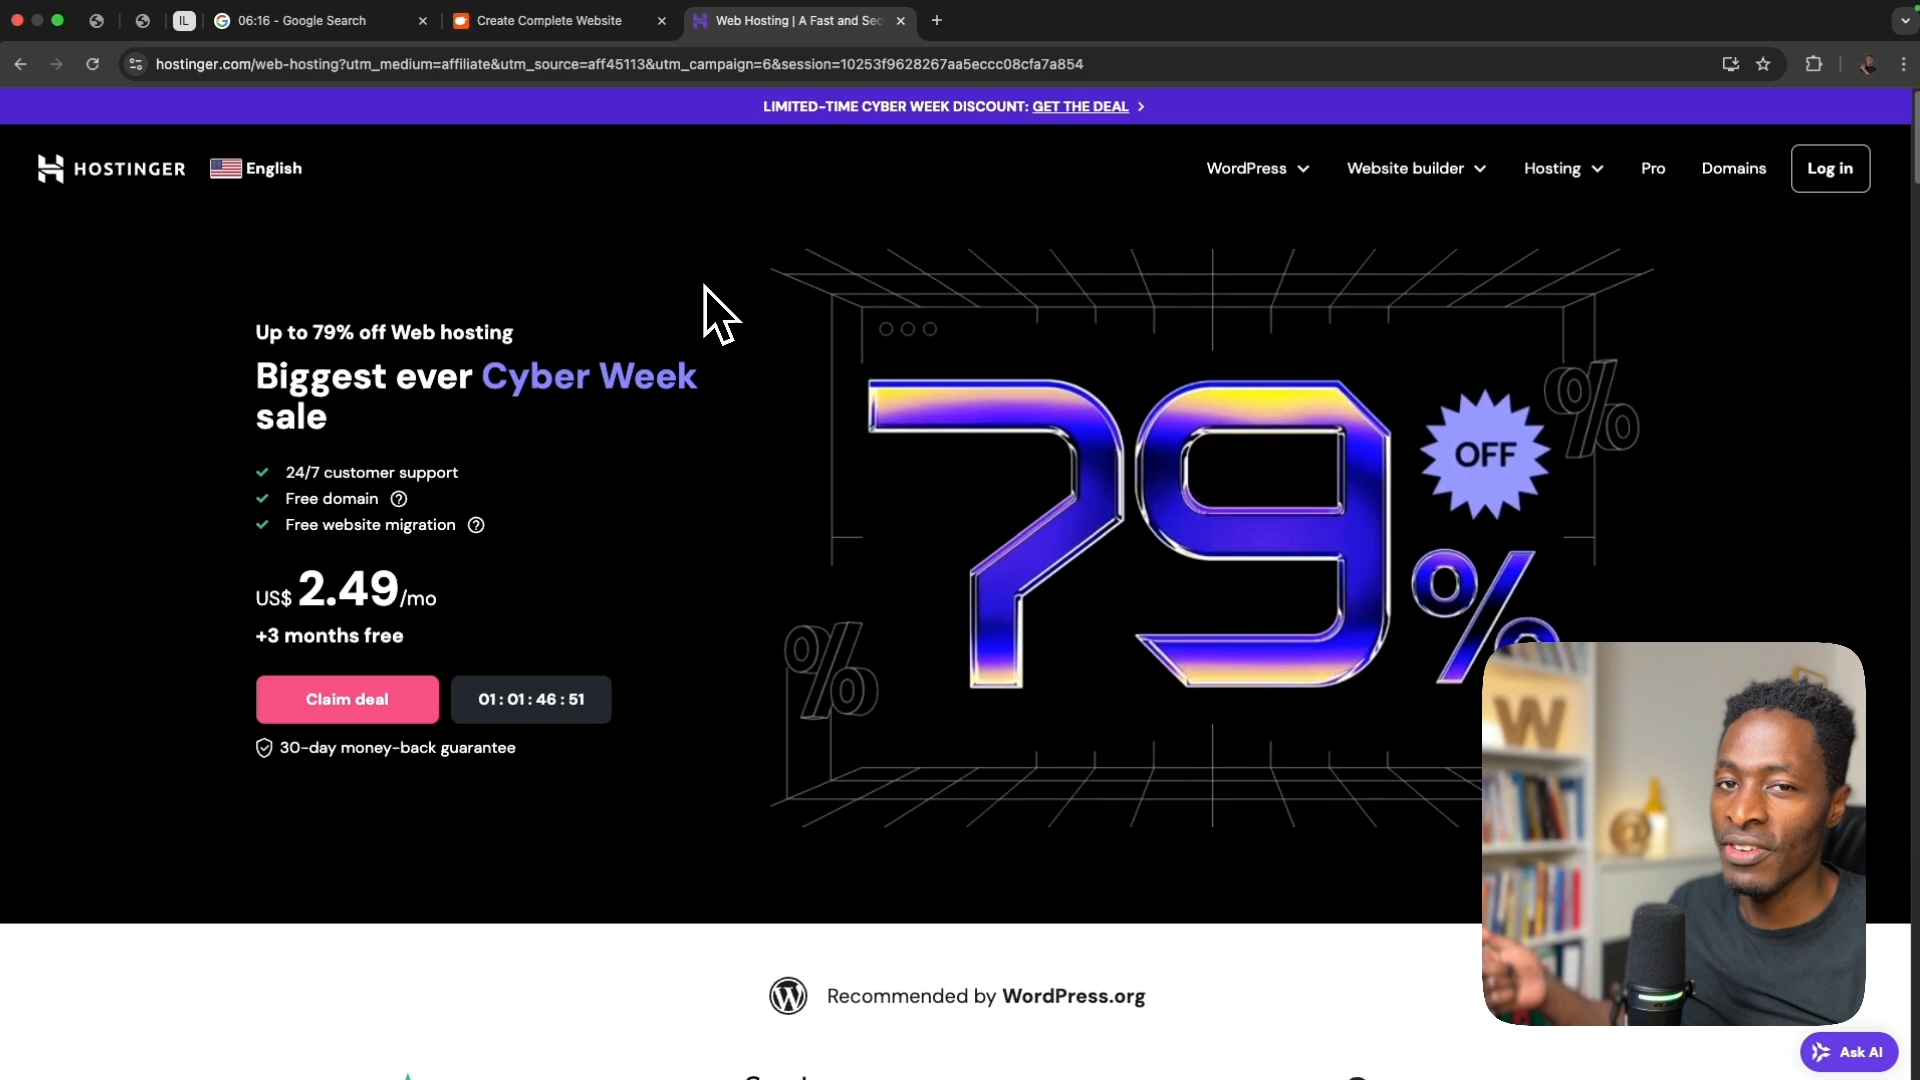 IL
06:16 - Google Search
Create Complete Website
Web Hosting | A Fast and Sec
hostinger.com/web-hosting?utm_medium=affiliate&utm_source=aff45113&utm_campaign=6&session=10253f9628267aa5eccc08cfa7a854
LIMITED-TIME CYBER WEEK DISCOUNT: GET THE DEAL
HOSTINGER
English
WordPress
Website builder
Hosting
Pro
Domains
Log in
Up to 79% off Web hosting
Biggest ever Cyber Week
sale
24/7 customer support
Free domain
Free website migration
US$ 2.49/mo
+3 months free
Claim deal
01 : 01 : 46 : 51
30-day money-back guarantee
79%
OFF
%
%
W
@
Recommended by WordPress.org
Ask AI